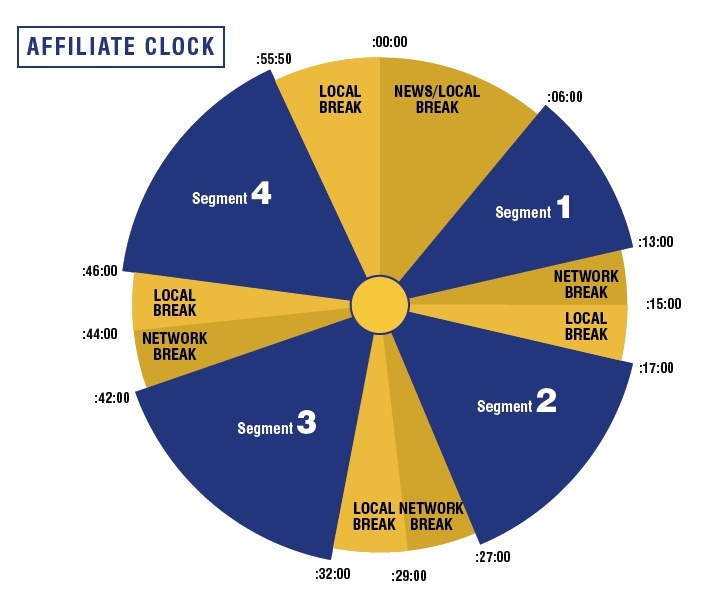 AFFILIATE CLOCK
:00:00
:55:50
LOCAL
BREAK
NEWS/LOCAL
BREAK
:06:00
Segment 4
Segment 1
:13:00
:46:00
NETWORK
BREAK
LOCAL
BREAK
:15:00
LOCAL
BREAK
:44:00
NETWORK
BREAK
:17:00
:42:00
Segment 2
Segment 3
LOCAL
BREAK
NETWORK
BREAK
:27:00
:32:00
:29:00